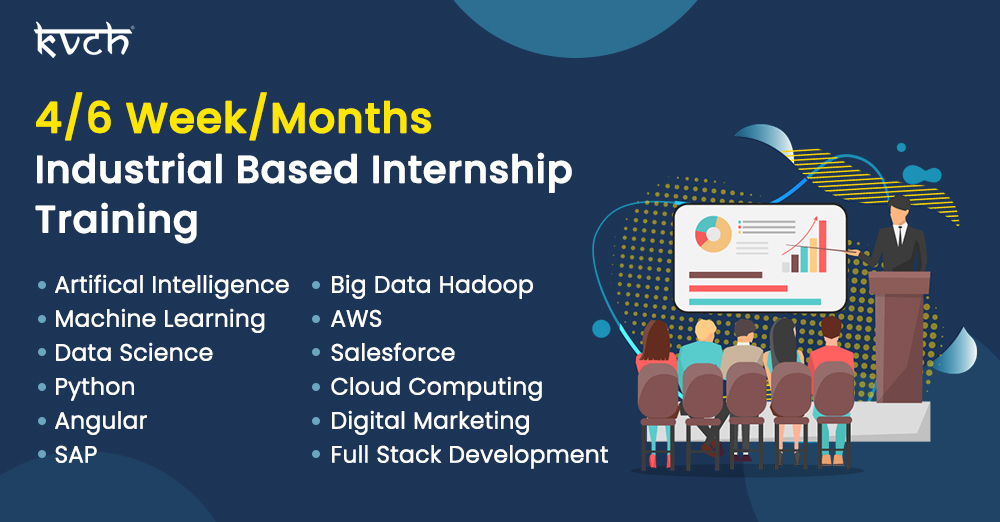 kvch
4/6 Week/Months
Industrial Based Internship
Training
• Artifical Intelligence
• Machine Learning
• Data Science
• Python
• Angular
• SAP
• Big Data Hadoop
• AWS
• Salesforce
• Cloud Computing
• Digital Marketing
• Full Stack Development